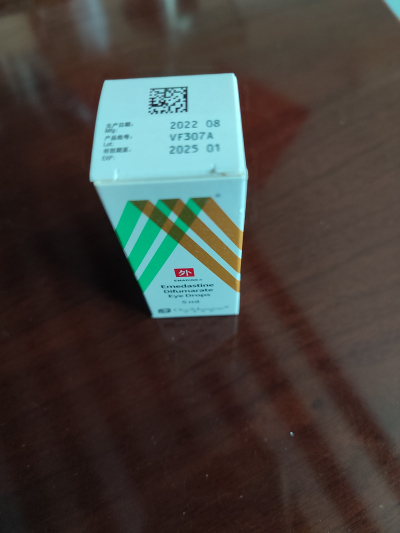 生产日期: 2022 08
Mfg:
产品批号: VF307A
Lot:
有效期至: 2025 01
EXP:
外
Emedastine
Difumarate
Eye Drops
5 ml